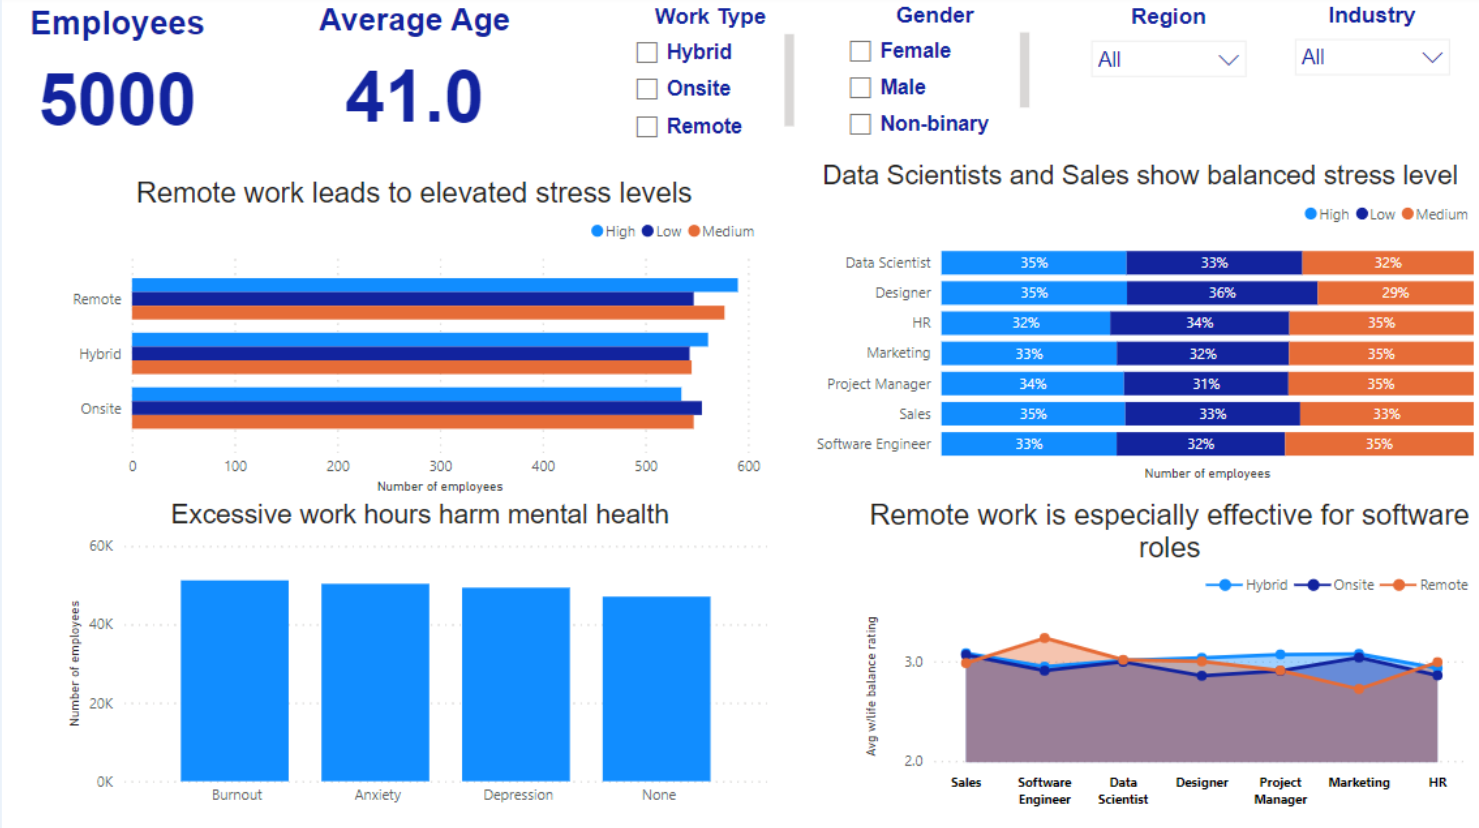 Employees
5000
Average Age
41.0
Work Type
Hybrid
Onsite
Remote
Gender
Female
Male
Non-binary
Region
All
Industry
All
Remote work leads to elevated stress levels
High Low Medium
Remote
Hybrid
Onsite
0 100 200 300 400 500 600
Number of employees
Data Scientists and Sales show balanced stress level
High Low Medium
Data Scientist 35% 33% 32%
Designer 35% 36% 29%
HR 32% 34% 35%
Marketing 33% 32% 35%
Project Manager 34% 31% 35%
Sales 35% 33% 33%
Software Engineer 33% 32% 35%
Number of employees
Excessive work hours harm mental health
Number of employees
60K
40K
20K
0K
Burnout Anxiety Depression None
Remote work is especially effective for software
roles
Hybrid Onsite Remote
Avg w/life balance rating
3.0
2.0
Sales Software Data Designer Project Marketing HR
Engineer Scientist Manager